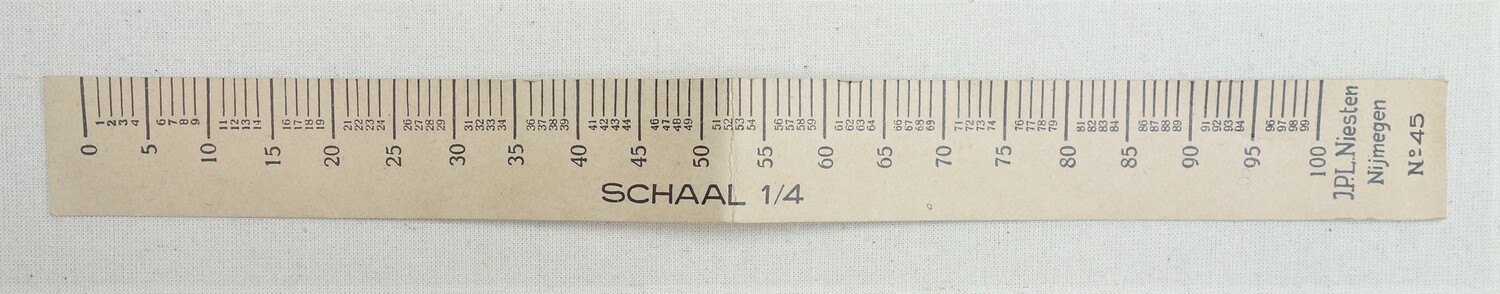 0 1 2 3 4 5 6 7 8 9 10 11 12 13 14 15 16 17 18 19 20 21 22 23 24 25 26 27 28 29 30 31 32 33 34 35 36 37 38 39 40 41 42 43 44 45 46 47 48 49 50 51 52 53 54 55 56 57 58 59 60 61 62 63 64 65 66 67 68 69 70 71 72 73 74 75 76 77 78 79 80 81 82 83 84 85 86 87 88 89 90 91 92 93 94 95 96 97 98 99 100
SCHAAL 1/4
J.P.L. Niesten
Nijmegen
Nº 45